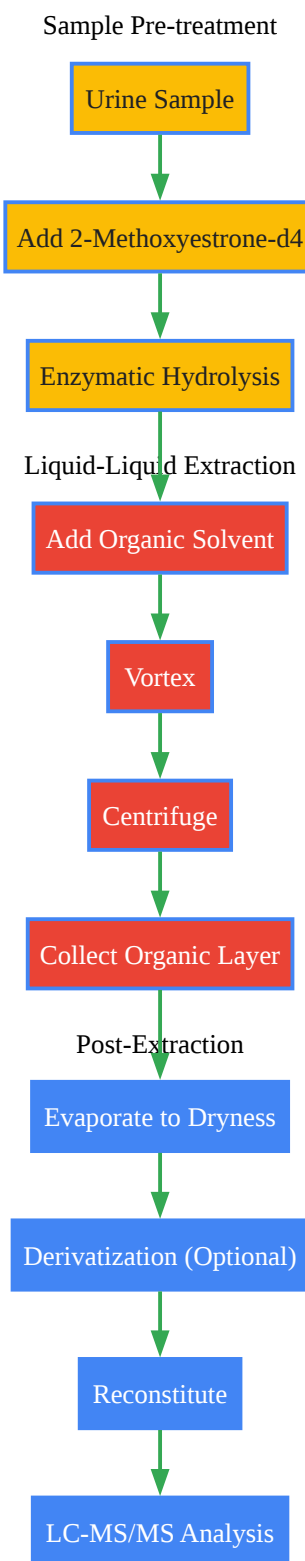 Sample Pre-treatment
Urine Sample
Add 2-Methoxyestrone-d4
Enzymatic Hydrolysis
Liquid-Liquid Extraction
Add Organic Solvent
Vortex
Centrifuge
Collect Organic Layer
Post-Extraction
Evaporate to Dryness
Derivatization (Optional)
Reconstitute
LC-MS/MS Analysis